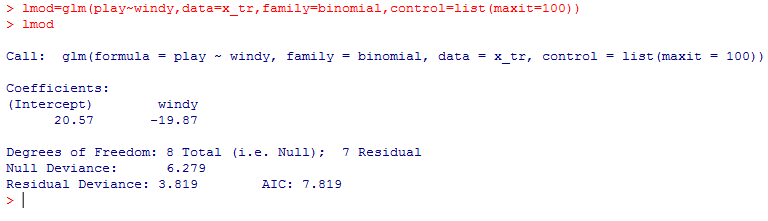 > lmod=glm(play~windy,data=x_tr,family=binomial,control=list(maxit=100))
> lmod
Call:  glm(formula = play ~ windy, family = binomial, data = x_tr, control = list(maxit = 100))
Coefficients:
(Intercept)        windy
      20.57       -19.87
Degrees of Freedom: 8 Total (i.e. Null);  7 Residual
Null Deviance:      6.279
Residual Deviance: 3.819        AIC: 7.819
>